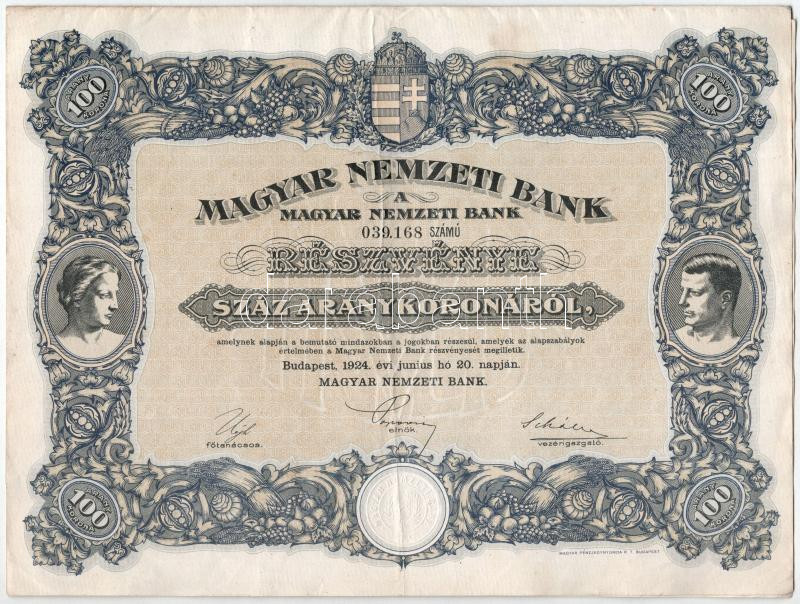 100
ARANY
KORONA
100
ARANY
KORONA
MAGYAR NEMZETI BANK
A
MAGYAR NEMZETI BANK
039.168 SZÁMÚ
RÉSZVÉNYE
SZÁZ ARANYKORONÁRÓL,
amelynek alapján a bemutató mindazokban a jogokban részesül, amelyek az alapszabályok
értelmében a Magyar Nemzeti Bank részvényesét megilletik.
Budapest, 1924. évi junius hó 20. napján.
MAGYAR NEMZETI BANK.
főtanácsos.
elnök.
vezérigazgató.
ARANY
100
KORONA
ARANY
100
KORONA
MAGYAR PÉNZJEGYNYOMDA R. T. BUDAPEST